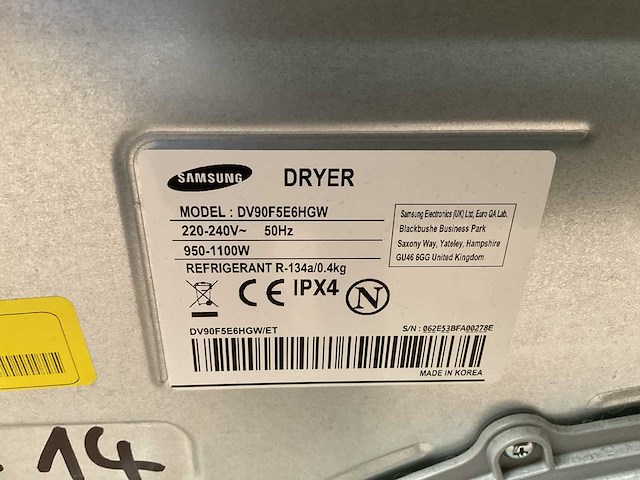 SAMSUNG DRYER
MODEL : DV90F5E6HGW
220-240V~ 50Hz
950-1100W
REFRIGERANT R-134a/0.4kg
Samsung Electronics (UK) Ltd, Euro QA Lab.
Blackbushe Business Park
Saxony Way, Yateley, Hampshire
GU46 6GG United Kingdom
CE IPX4 N
DV90F5E6HGW/ET
S/N : 062E53BFA00278E
MADE IN KOREA
14